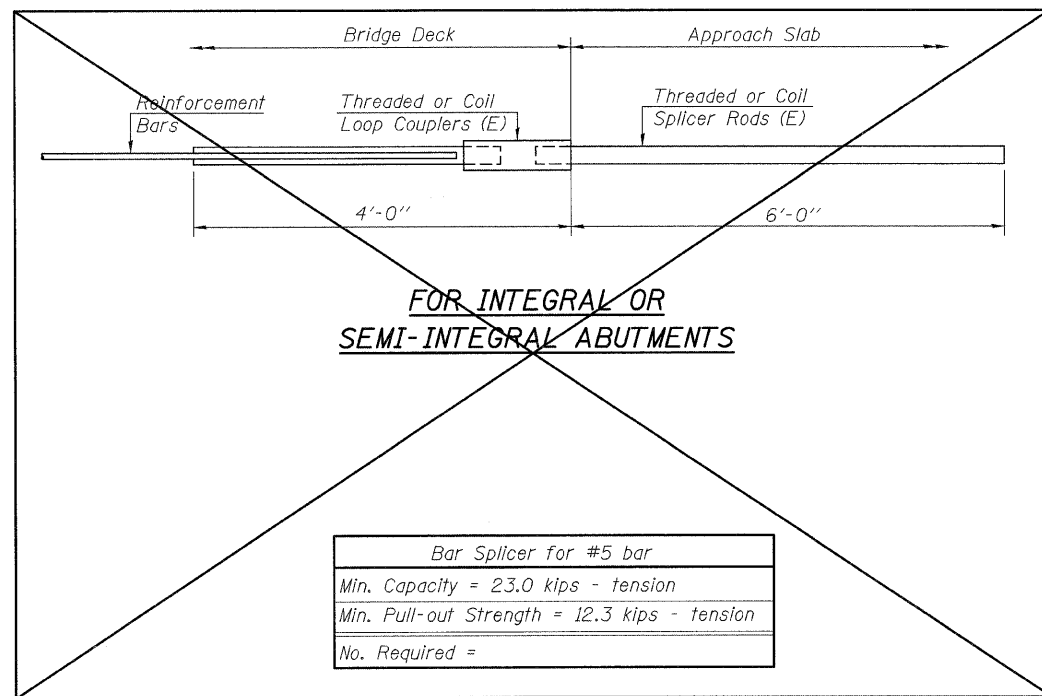 Bridge Deck
Approach Slab
Reinforcement
Bars
Threaded or Coil
Loop Couplers (E)
Threaded or Coil
Splicer Rods (E)
4'-0"
6'-0"
FOR INTEGRAL OR
SEMI-INTEGRAL ABUTMENTS
Bar Splicer for #5 bar
Min. Capacity = 23.0 kips - tension
Min. Pull-out Strength = 12.3 kips - tension
No. Required =